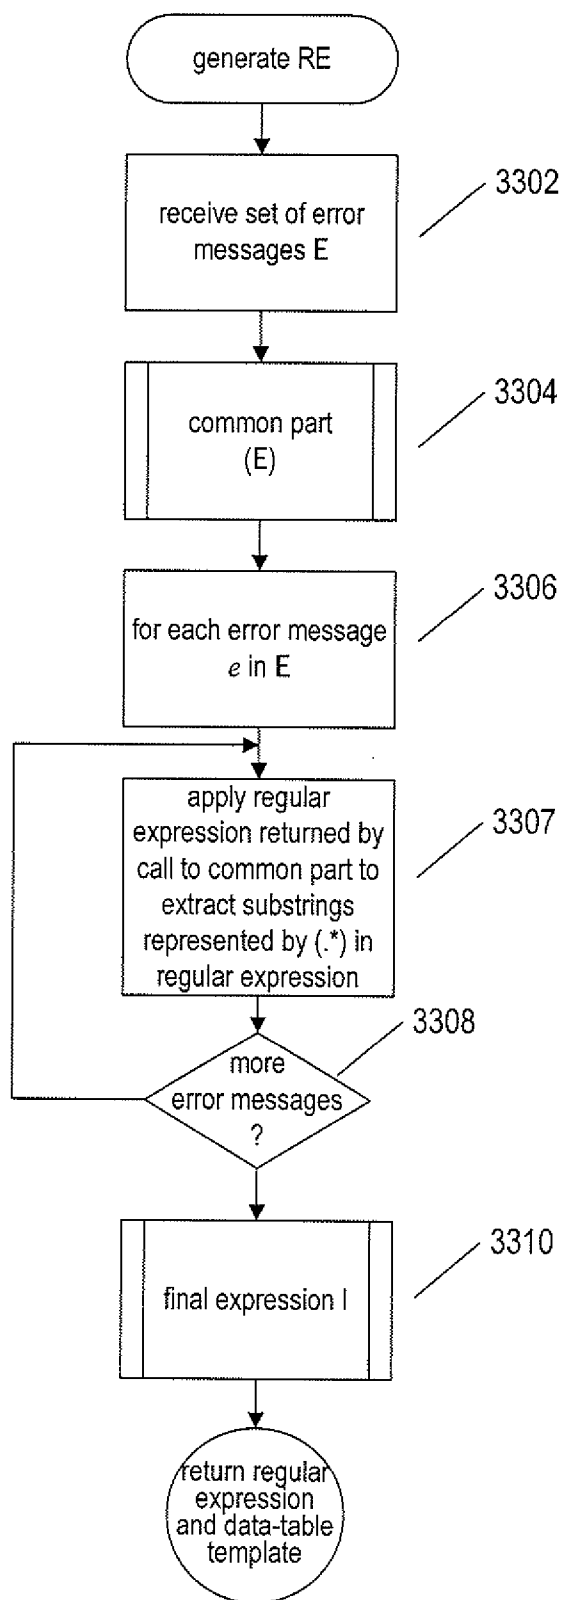 generate RE
receive set of error
messages E
3302
common part
(E)
3304
for each error message
e in E
3306
apply regular
expression returned by
call to common part to
extract substrings
represented by (.*) in
regular expression
3307
3308
more
error messages
?
final expression I
3310
return regular
expression
and data-table
template